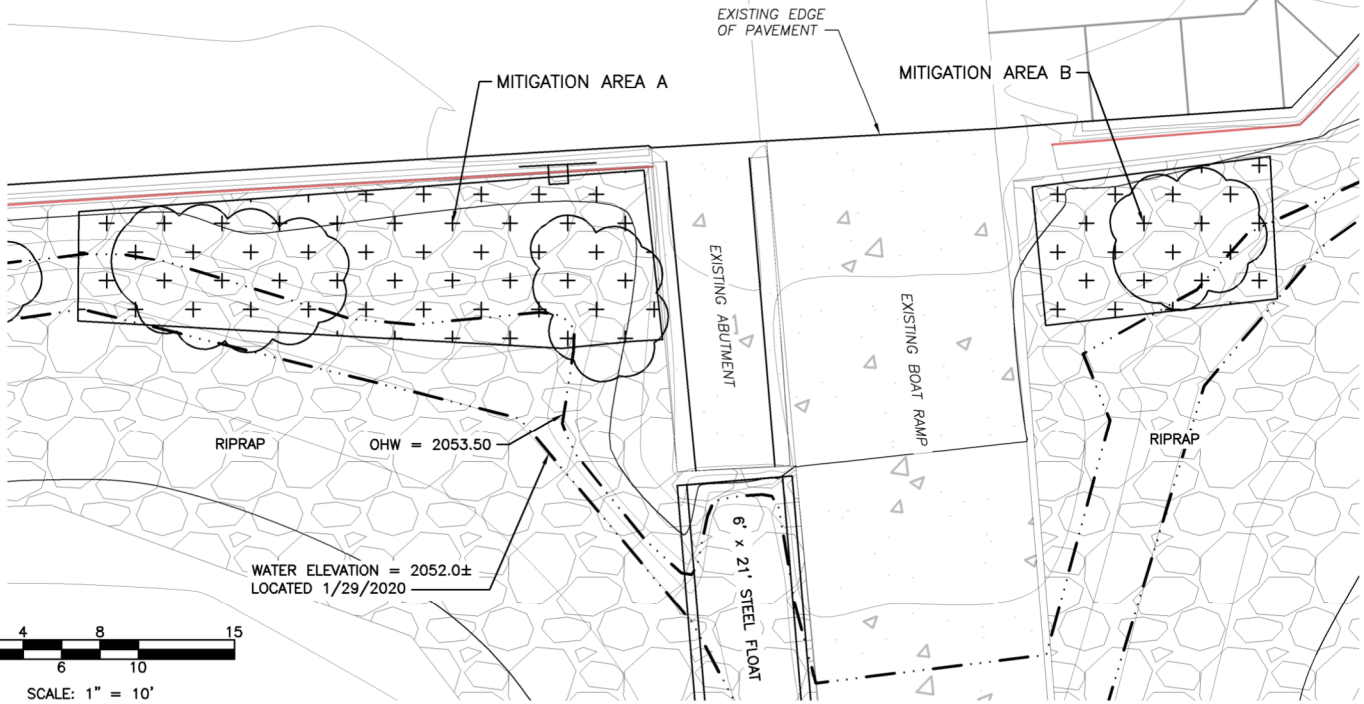 EXISTING EDGE
OF PAVEMENT
MITIGATION AREA A
MITIGATION AREA B
EXISTING ABUTMENT
EXISTING BOAT RAMP
RIPRAP
OHW = 2053.50
RIPRAP
WATER ELEVATION = 2052.0±
LOCATED 1/29/2020
6' x 21' STEEL FLOAT
4 8 15
6 10
SCALE: 1" = 10'